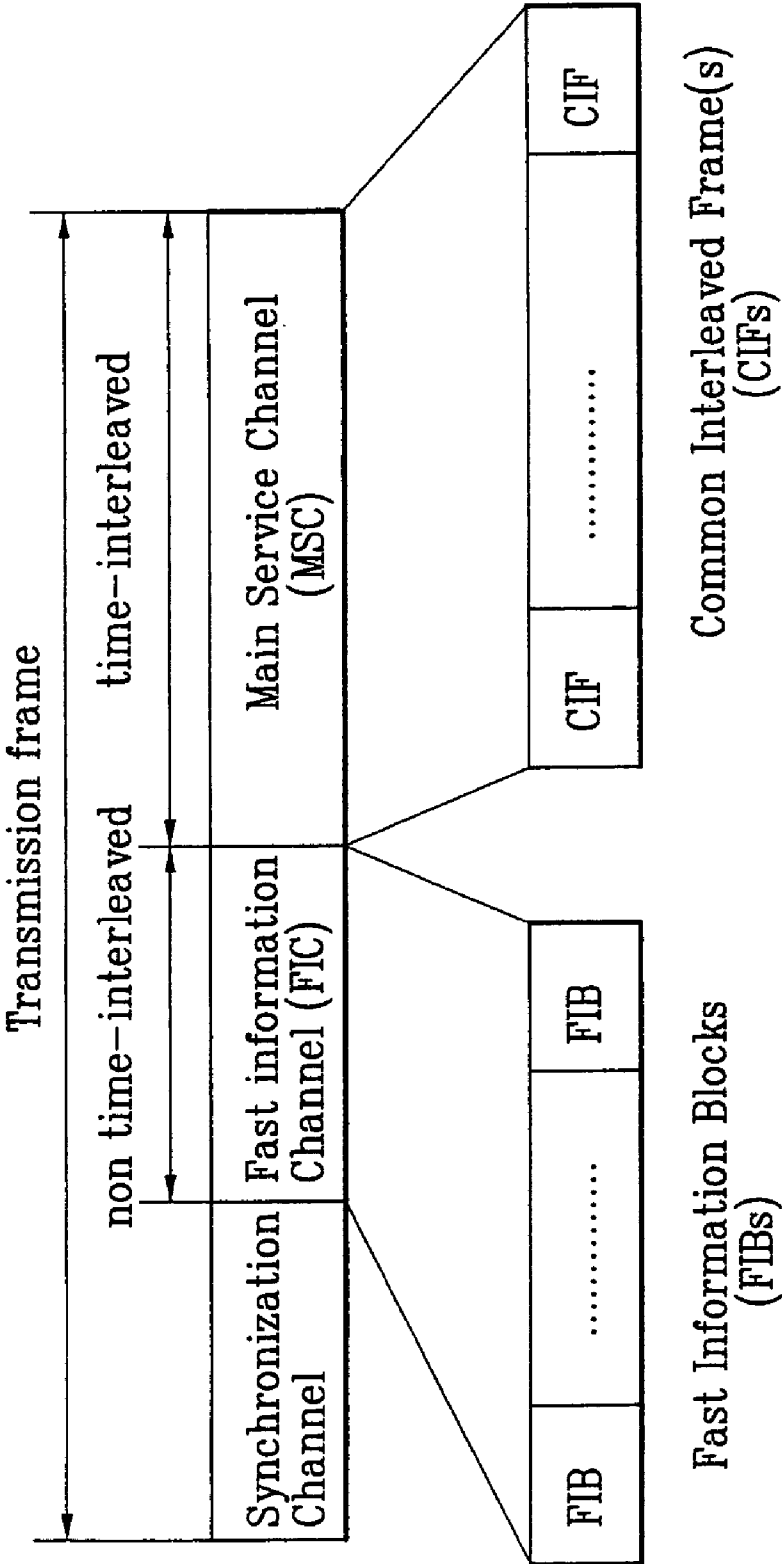 Transmission frame
non time-interleaved
time-interleaved
Synchronization
Channel
Fast information
Channel (FIC)
Main Service Channel
(MSC)
FIB
..............
FIB
CIF
..............
CIF
Fast Information Blocks
(FIBs)
Common Interleaved Frame(s)
(CIFs)